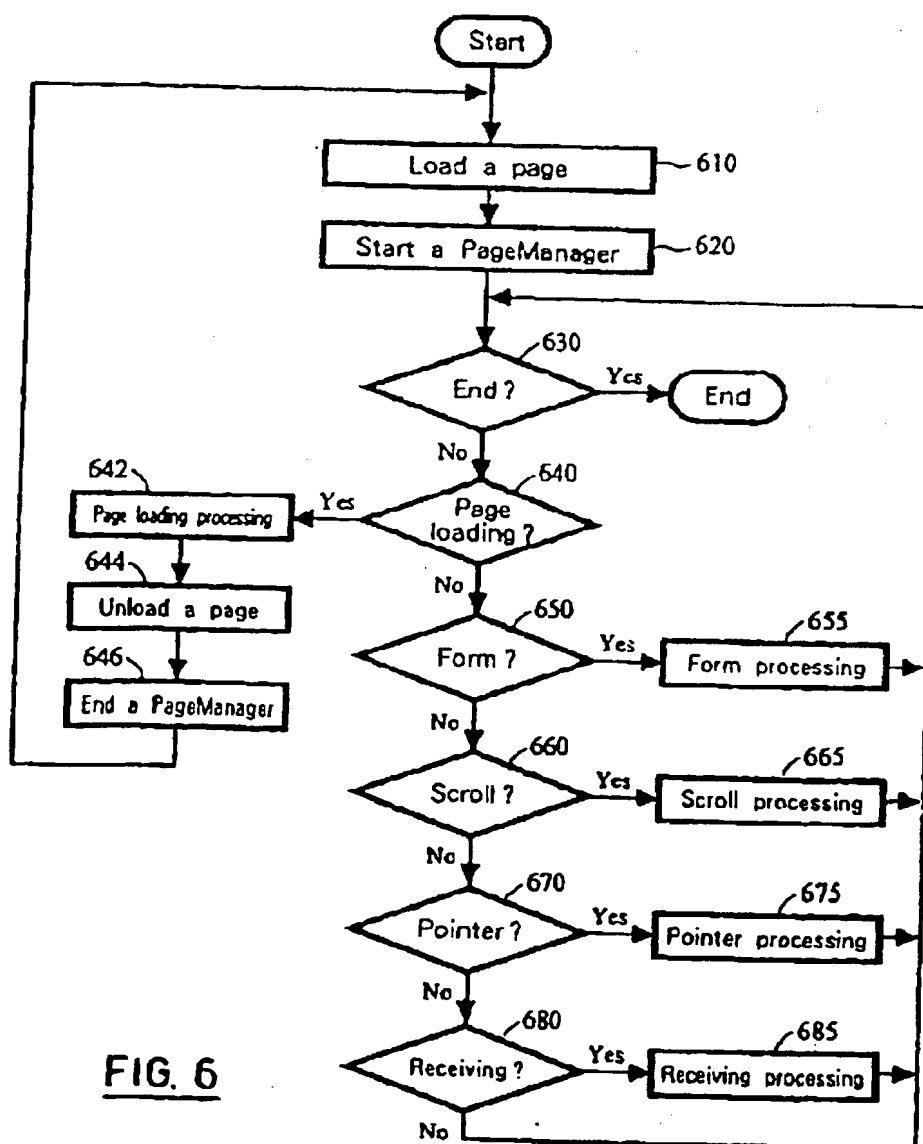 Start
Load a page
610
Start a PageManager
620
630
End?
Yes
End
No
640
Page
loading?
Yes
642
Page loading processing
644
Unload a page
646
End a PageManager
No
650
Form?
Yes
655
Form processing
No
660
Scroll?
Yes
665
Scroll processing
No
670
Pointer?
Yes
675
Pointer processing
No
680
Receiving?
Yes
685
Receiving processing
No
FIG. 6